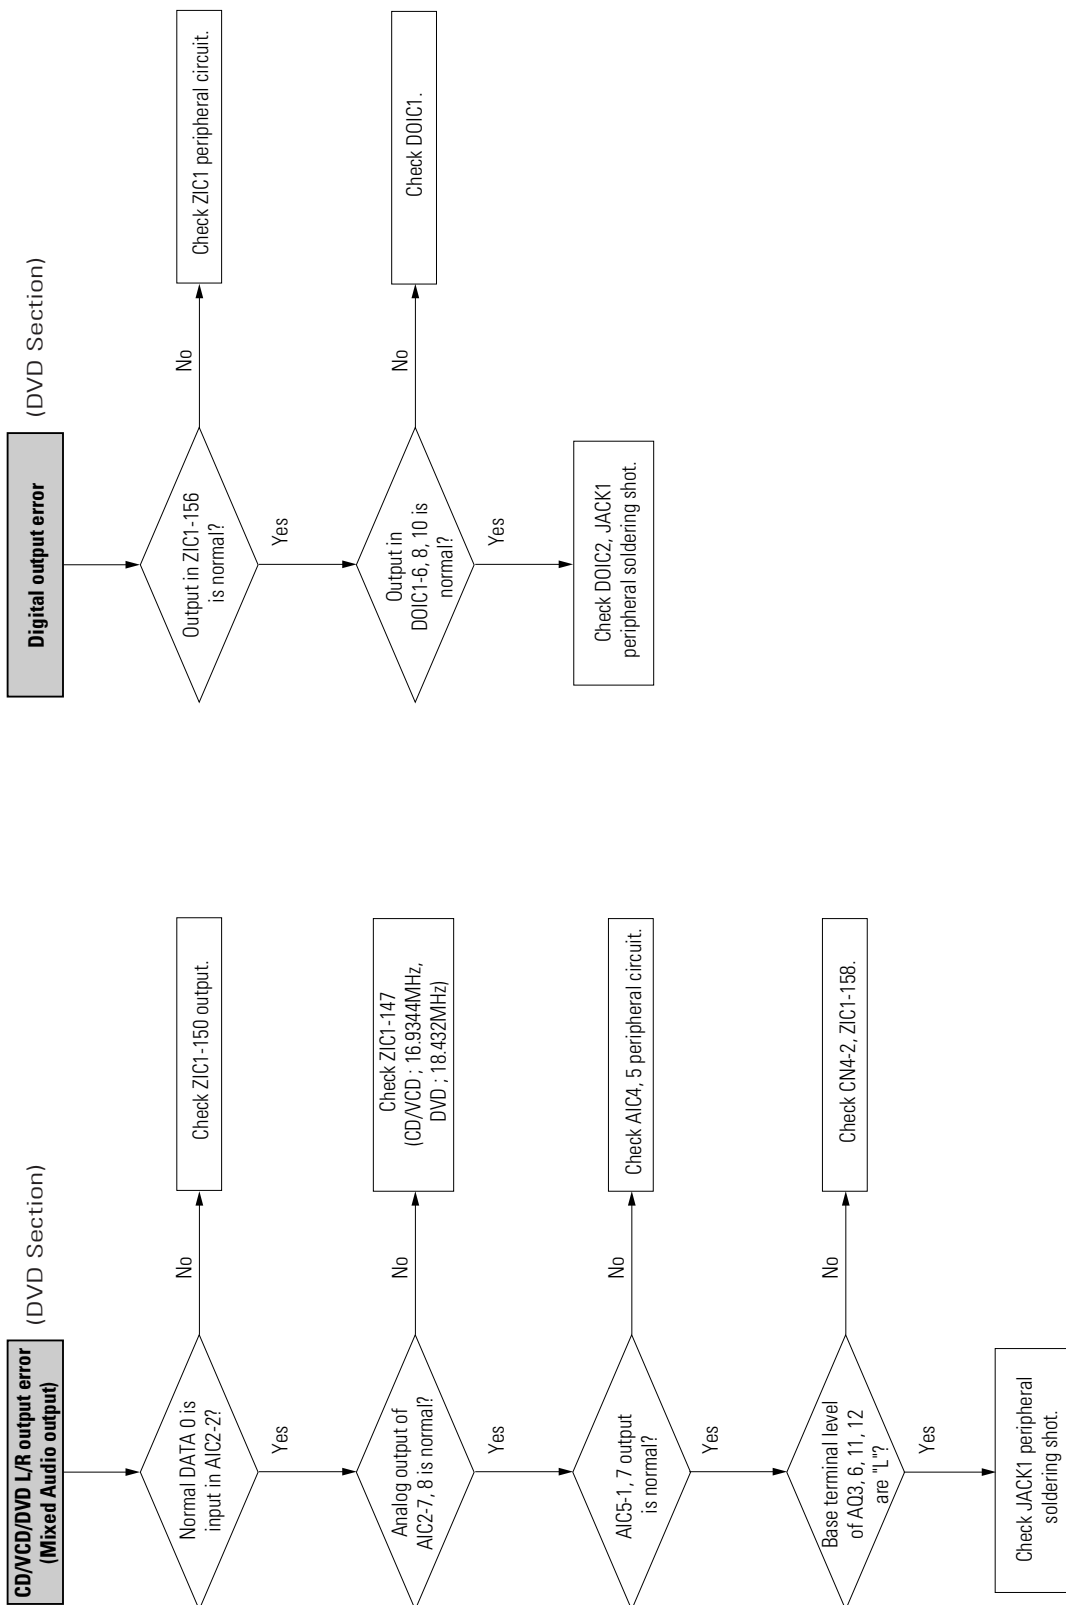 CD/VCD/DVD L/R output error
(Mixed Audio output)
(DVD Section)
Normal DATA 0 is
input in AIC2-2?
No
Check ZIC1-150 output.
Yes
Analog output of
AIC2-7, 8 is normal?
No
Check ZIC1-147
(CD/VCD ; 16.9344MHz,
DVD ; 18.432MHz)
Yes
AIC5-1, 7 output
is normal?
No
Check AIC4, 5 peripheral circuit.
Yes
Base terminal level
of AQ3, 6, 11, 12
are "L"?
No
Check CN4-2, ZIC1-158.
Yes
Check JACK1 peripheral
soldering shot.
Digital output error
(DVD Section)
Output in ZIC1-156
is normal?
No
Check ZIC1 peripheral circuit.
Yes
Output in
DOIC1-6, 8, 10 is
normal?
No
Check DOIC1.
Yes
Check DOIC2, JACK1
peripheral soldering shot.